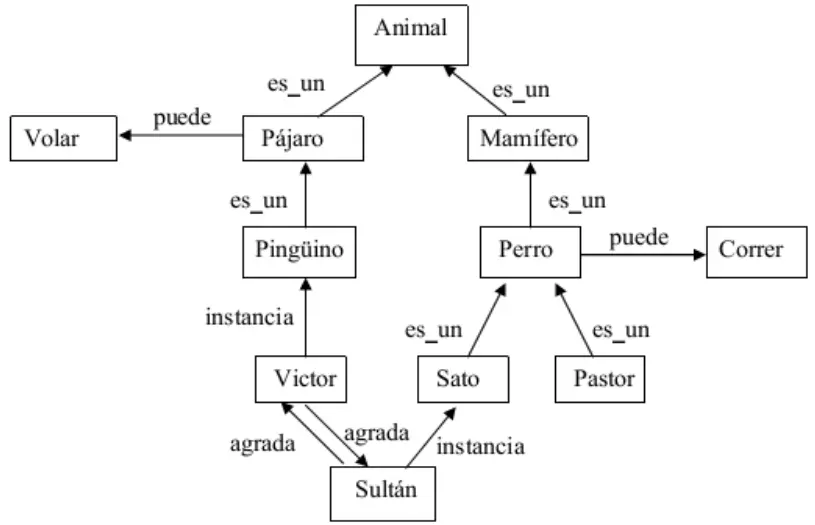 Animal
es_un
es_un
puede
Volar
Pájaro
Mamífero
es_un
es_un
puede
Pingüino
Perro
Correr
instancia
es_un
es_un
Victor
Sato
Pastor
agrada
agrada
instancia
Sultán